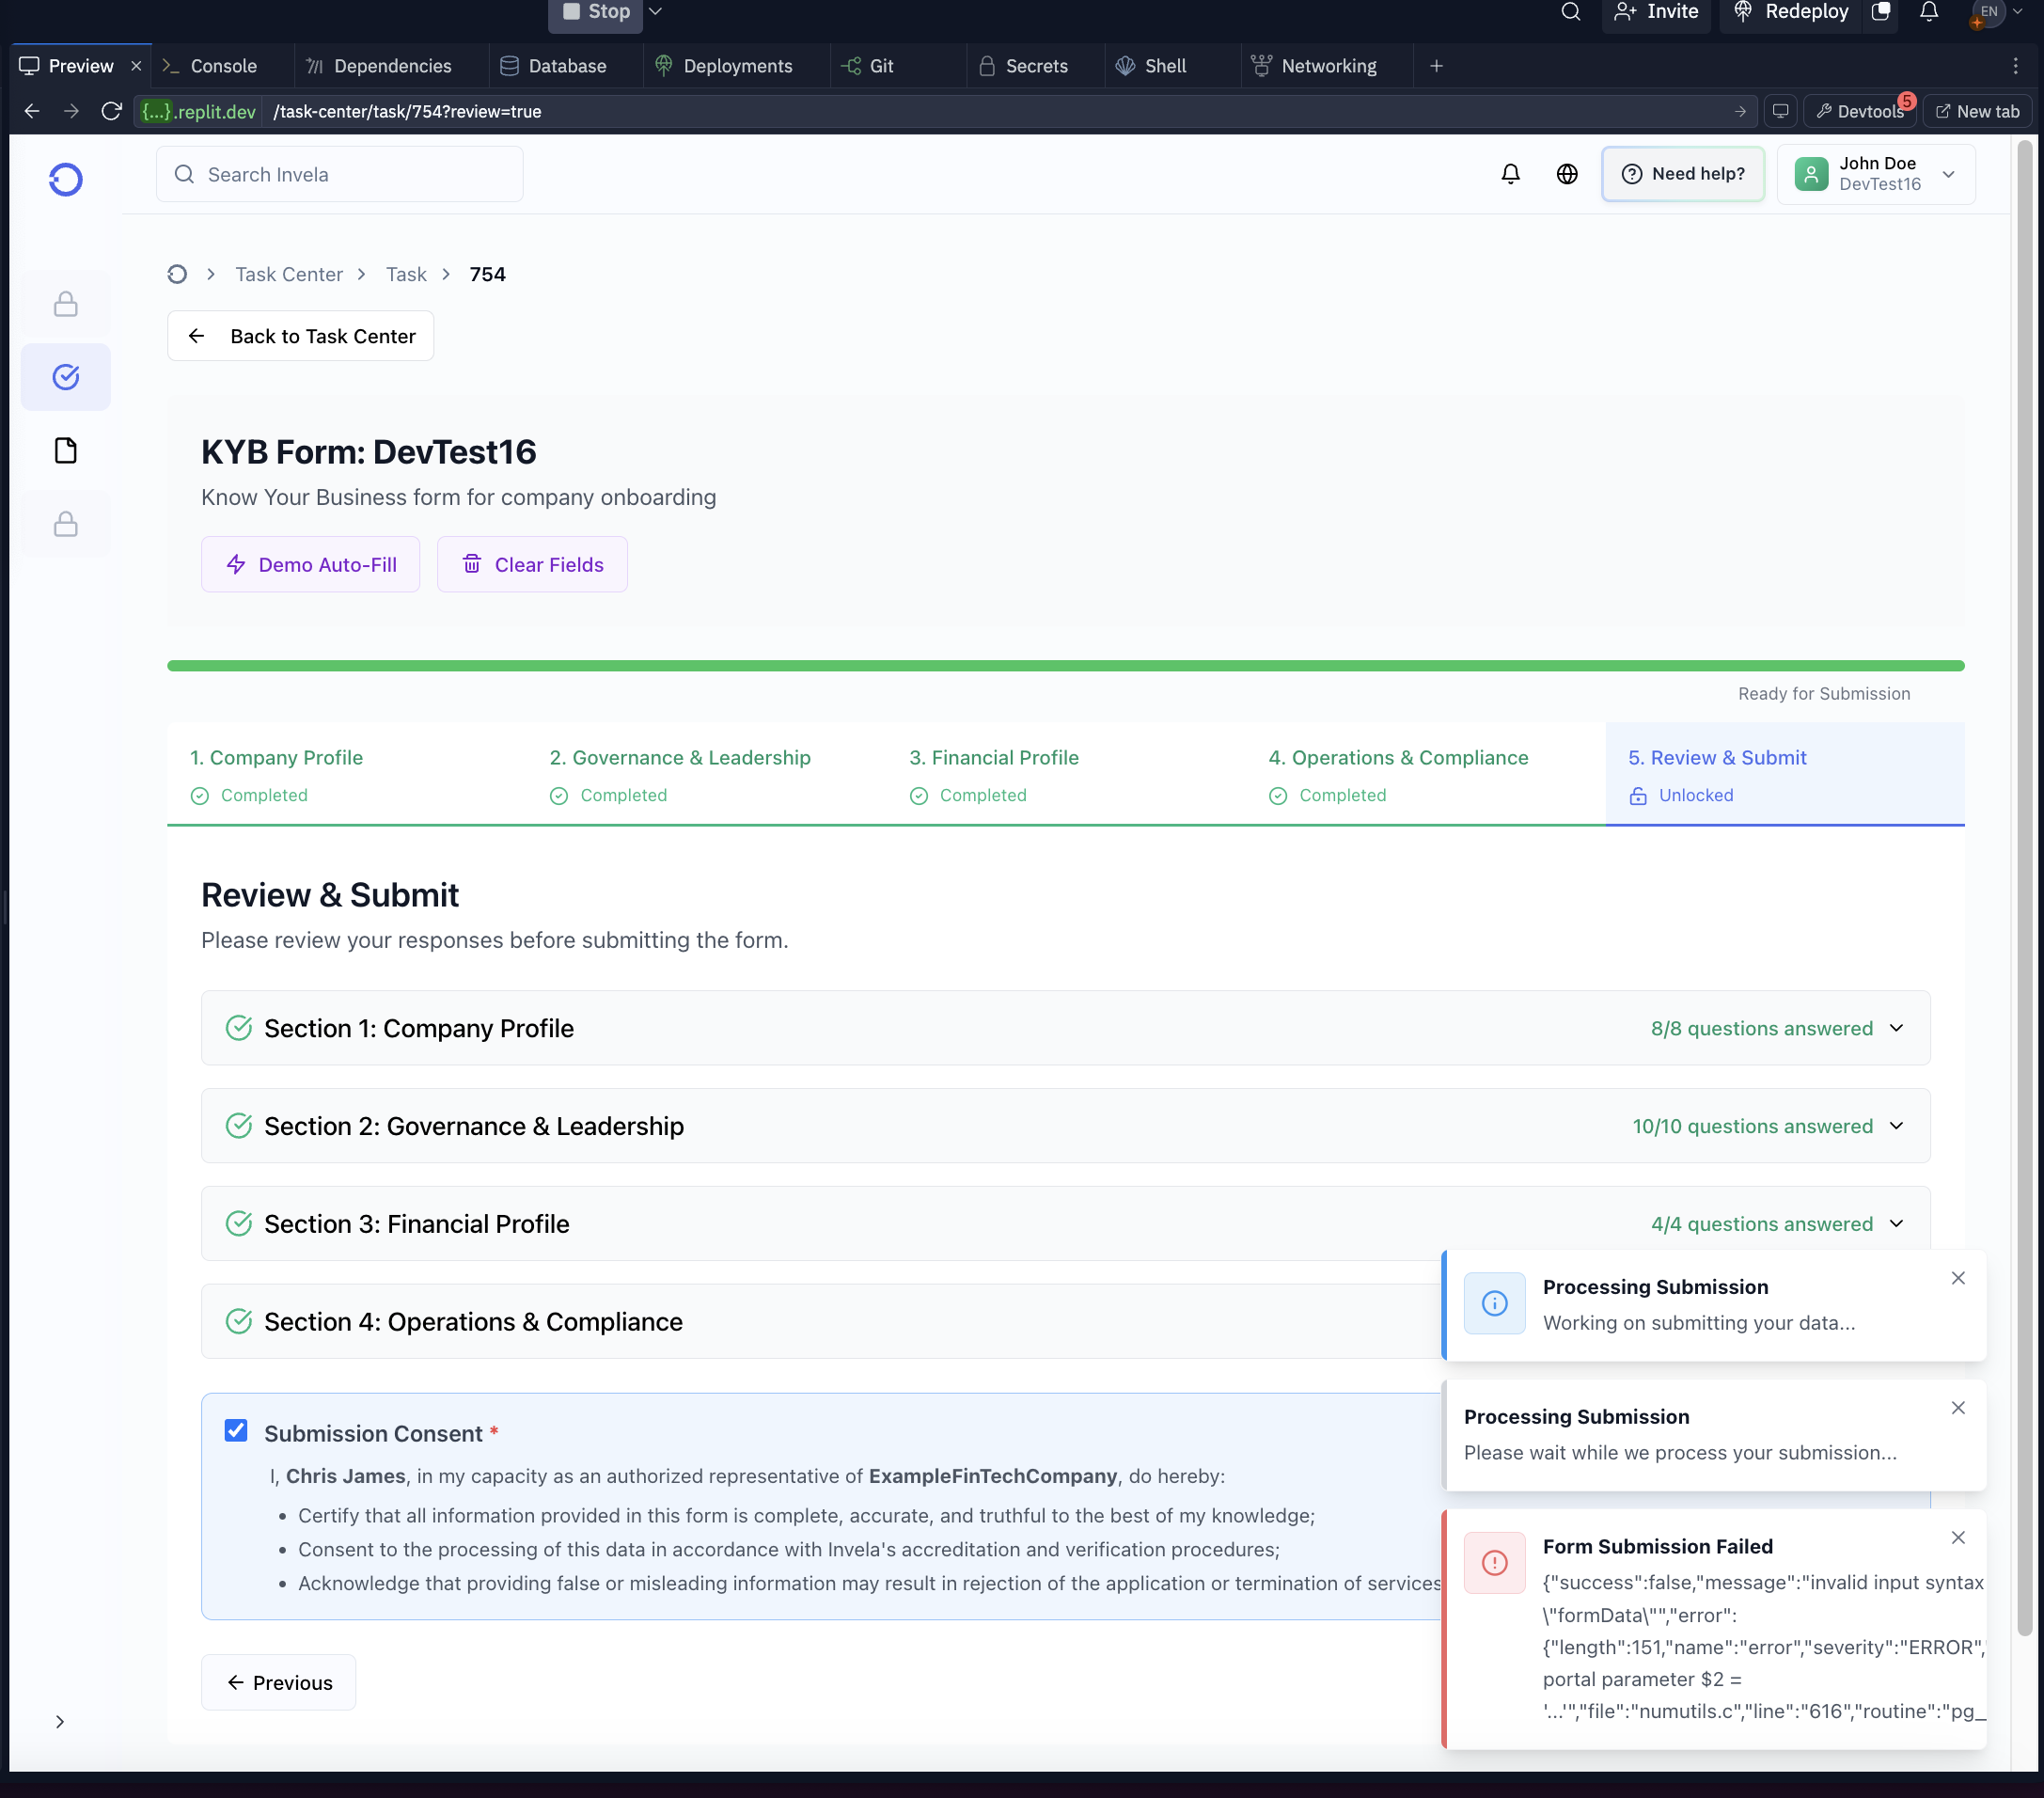 Stop
Invite
Redeploy
EN
Preview
Console
Dependencies
Database
Deployments
Git
Secrets
Shell
Networking
{...}.replit.dev
/task-center/task/754?review=true
Devtools
5
New tab
Search Invela
Need help?
John Doe
DevTest16
Task Center
Task
754
Back to Task Center
KYB Form: DevTest16
Know Your Business form for company onboarding
Demo Auto-Fill
Clear Fields
Ready for Submission
1. Company Profile
Completed
2. Governance & Leadership
Completed
3. Financial Profile
Completed
4. Operations & Compliance
Completed
5. Review & Submit
Unlocked
Review & Submit
Please review your responses before submitting the form.
Section 1: Company Profile
8/8 questions answered
Section 2: Governance & Leadership
10/10 questions answered
Section 3: Financial Profile
4/4 questions answered
Section 4: Operations & Compliance
Submission Consent *
I, Chris James, in my capacity as an authorized representative of ExampleFinTechCompany, do hereby:
• Certify that all information provided in this form is complete, accurate, and truthful to the best of my knowledge;
• Consent to the processing of this data in accordance with Invela's accreditation and verification procedures;
• Acknowledge that providing false or misleading information may result in rejection of the application or termination of services
Previous
Processing Submission
Working on submitting your data...
Processing Submission
Please wait while we process your submission...
Form Submission Failed
{"success":false,"message":"invalid input syntax
\"formData\"","error":
{"length":151,"name":"error","severity":"ERROR",
portal parameter $2 =
'...'","file":"numutils.c","line":"616","routine":"pg_